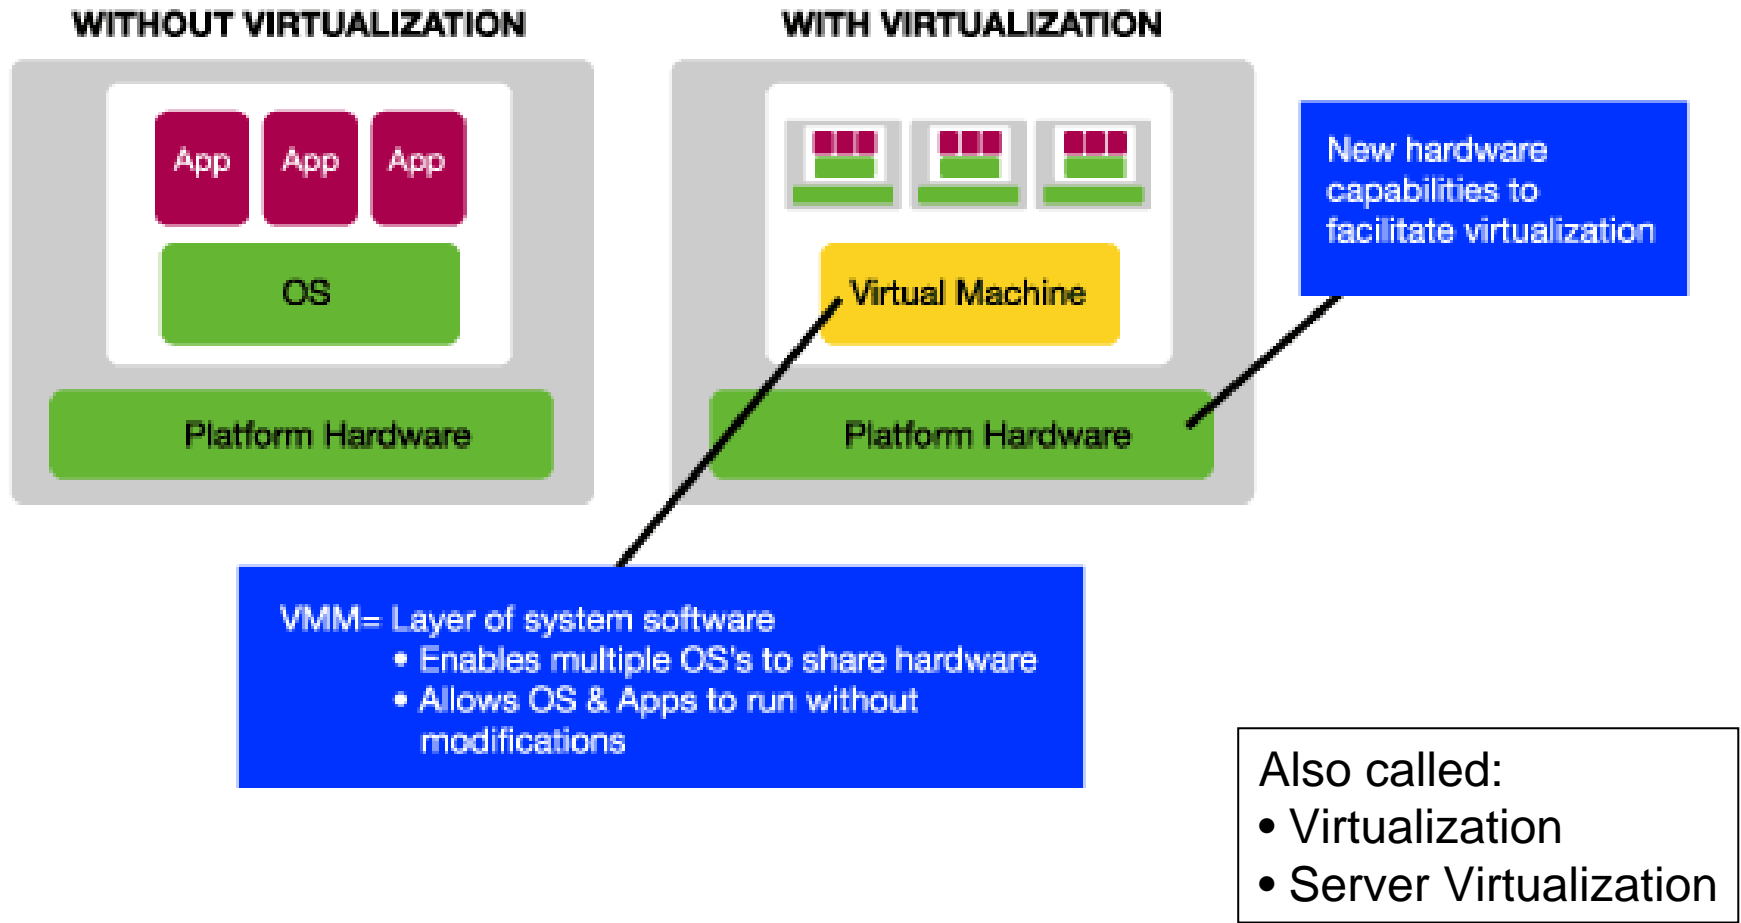 WITHOUT VIRTUALIZATION
App App App
OS
Platform Hardware
WITH VIRTUALIZATION
Virtual Machine
Platform Hardware
New hardware
capabilities to
facilitate virtualization
VMM= Layer of system software
• Enables multiple OS's to share hardware
• Allows OS & Apps to run without
modifications
Also called:
• Virtualization
• Server Virtualization